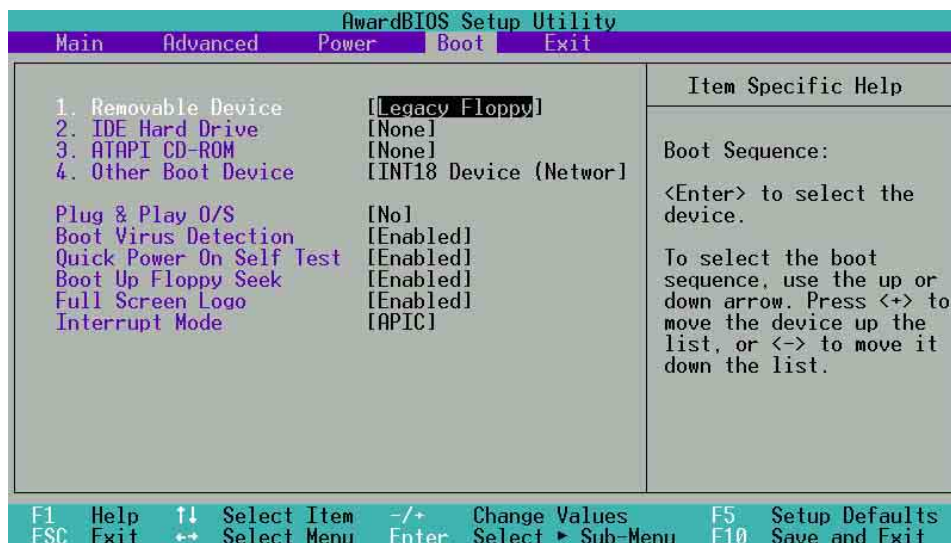 AwardBIOS Setup Utility
Main Advanced Power Boot Exit
1. Removable Device [Legacy Floppy]
2. IDE Hard Drive [None]
3. ATAPI CD-ROM [None]
4. Other Boot Device [INT18 Device (Networ]
Plug & Play O/S [No]
Boot Virus Detection [Enabled]
Quick Power On Self Test [Enabled]
Boot Up Floppy Seek [Enabled]
Full Screen Logo [Enabled]
Interrupt Mode [APIC]
Item Specific Help
Boot Sequence:
<Enter> to select the
device.
To select the boot
sequence, use the up or
down arrow. Press <+> to
move the device up the
list, or <-> to move it
down the list.
F1 Help ↑↓ Select Item -/+ Change Values F5 Setup Defaults
ESC Exit ←→ Select Menu Enter Select ► Sub-Menu F10 Save and Exit